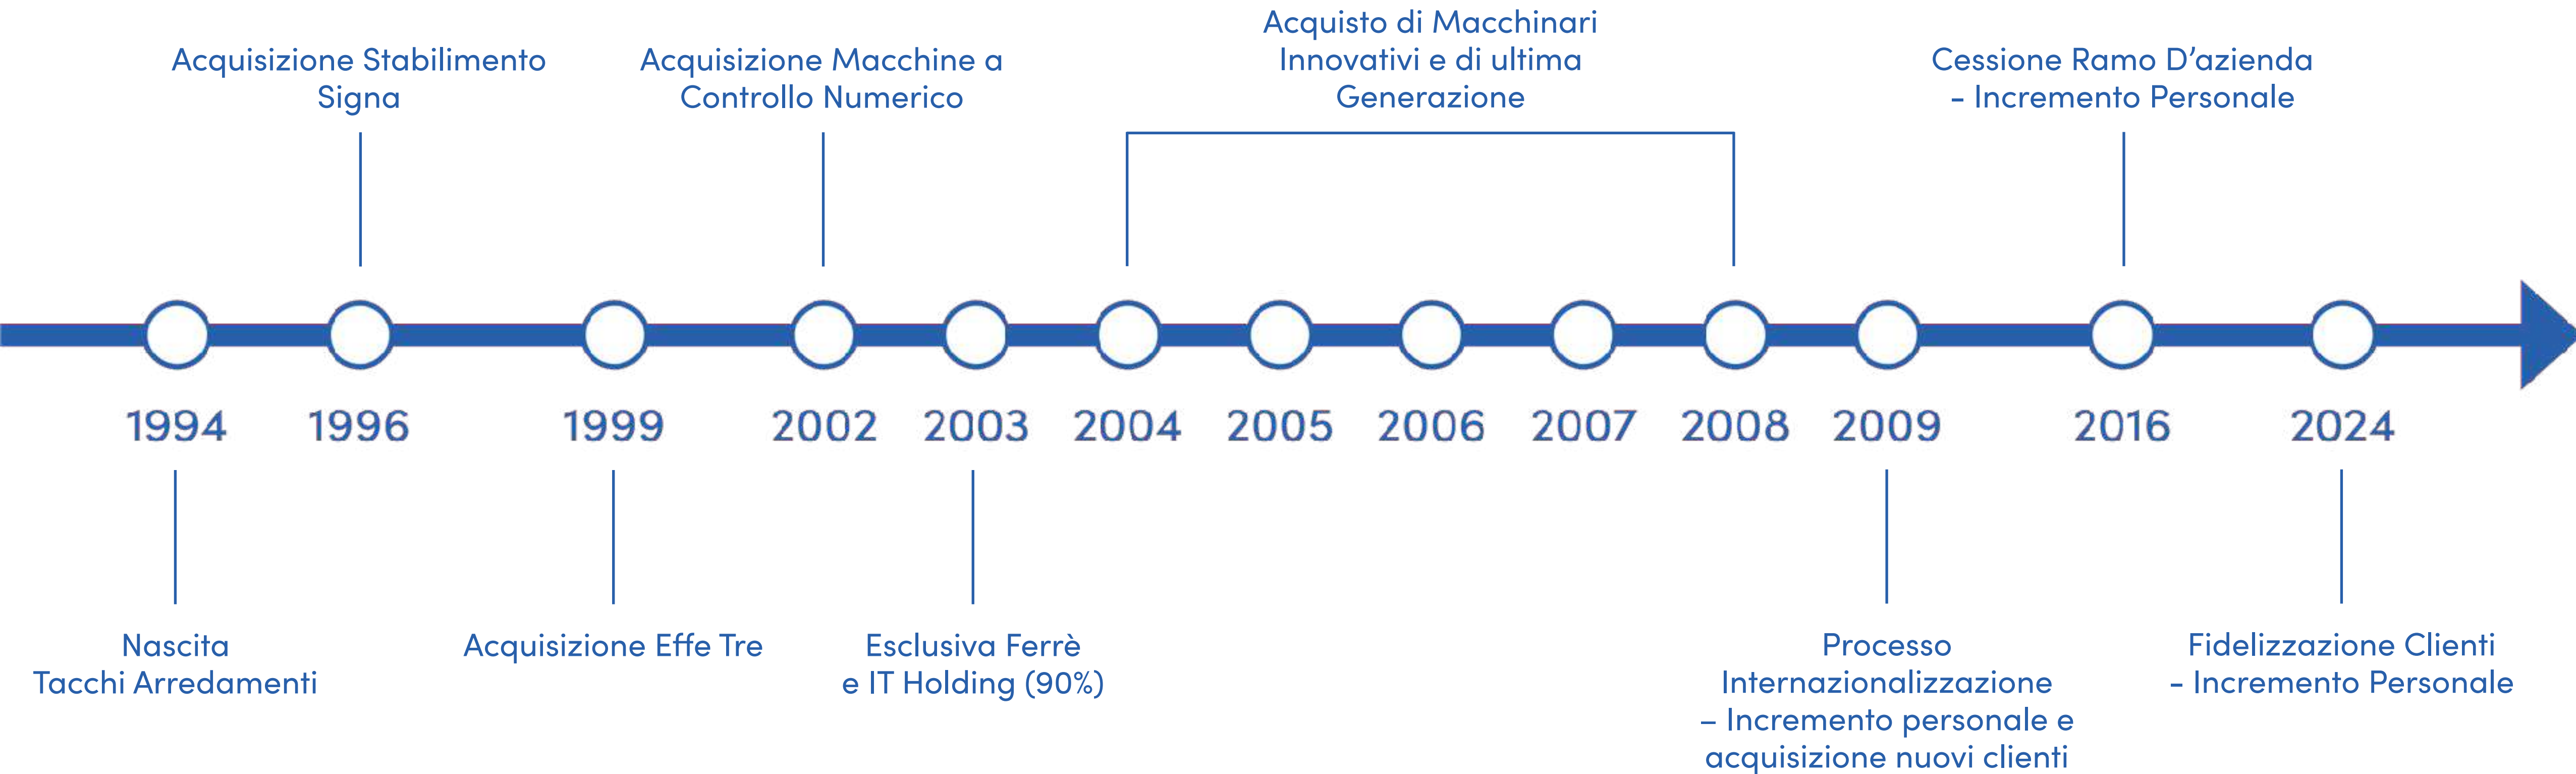 Acquisizione Stabilimento
Signa
Acquisizione Macchine a
Controllo Numerico
Acquisto di Macchinari
Innovativi e di ultima
Generazione
Cessione Ramo D’azienda
- Incremento Personale
1994 1996 1999 2002 2003 2004 2005 2006 2007 2008 2009 2016 2024
Nascita
Tacchi Arredamenti
Acquisizione Effe Tre
Esclusiva Ferrè
e IT Holding (90%)
Processo
Internazionalizzazione
– Incremento personale e
acquisizione nuovi clienti
Fidelizzazione Clienti
- Incremento Personale